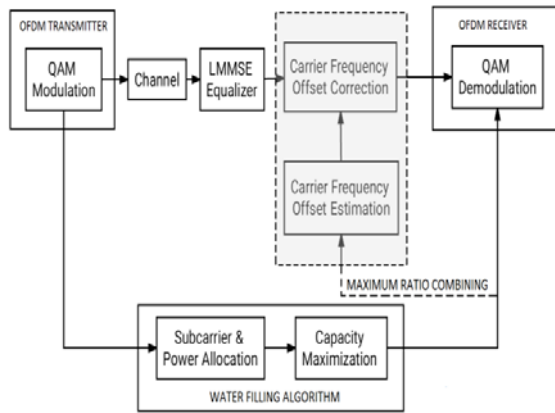 OFDM TRANSMITTER
QAM
Modulation
Channel
LMMSE
Equalizer
Carrier Frequency
Offset Correction
OFDM RECEIVER
QAM
Demodulation
Carrier Frequency
Offset Estimation
MAXIMUM RATIO COMBINING
Subcarrier &
Power Allocation
Capacity
Maximization
WATER FILLING ALGORITHM